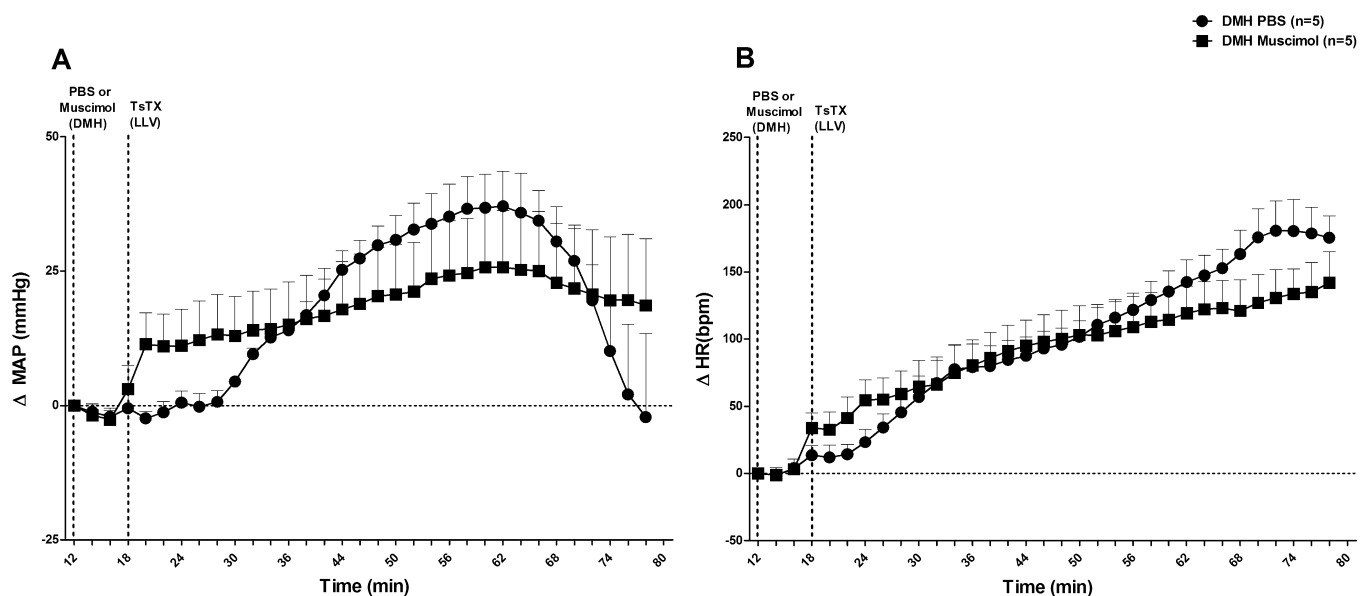 DMH PBS (n=5)
DMH Muscimol (n=5)
A
PBS or
Muscimol
(DMH)
TsTX
(LLV)
50
25
0
-25
Δ MAP (mmHg)
12
18
24
30
36
42
44
50
56
62
68
74
80
Time (min)
B
PBS or
Muscimol
(DMH)
TsTX
(LLV)
250
200
150
100
50
0
-50
Δ HR(bpm)
12
18
24
30
36
42
44
50
56
62
68
74
80
Time (min)